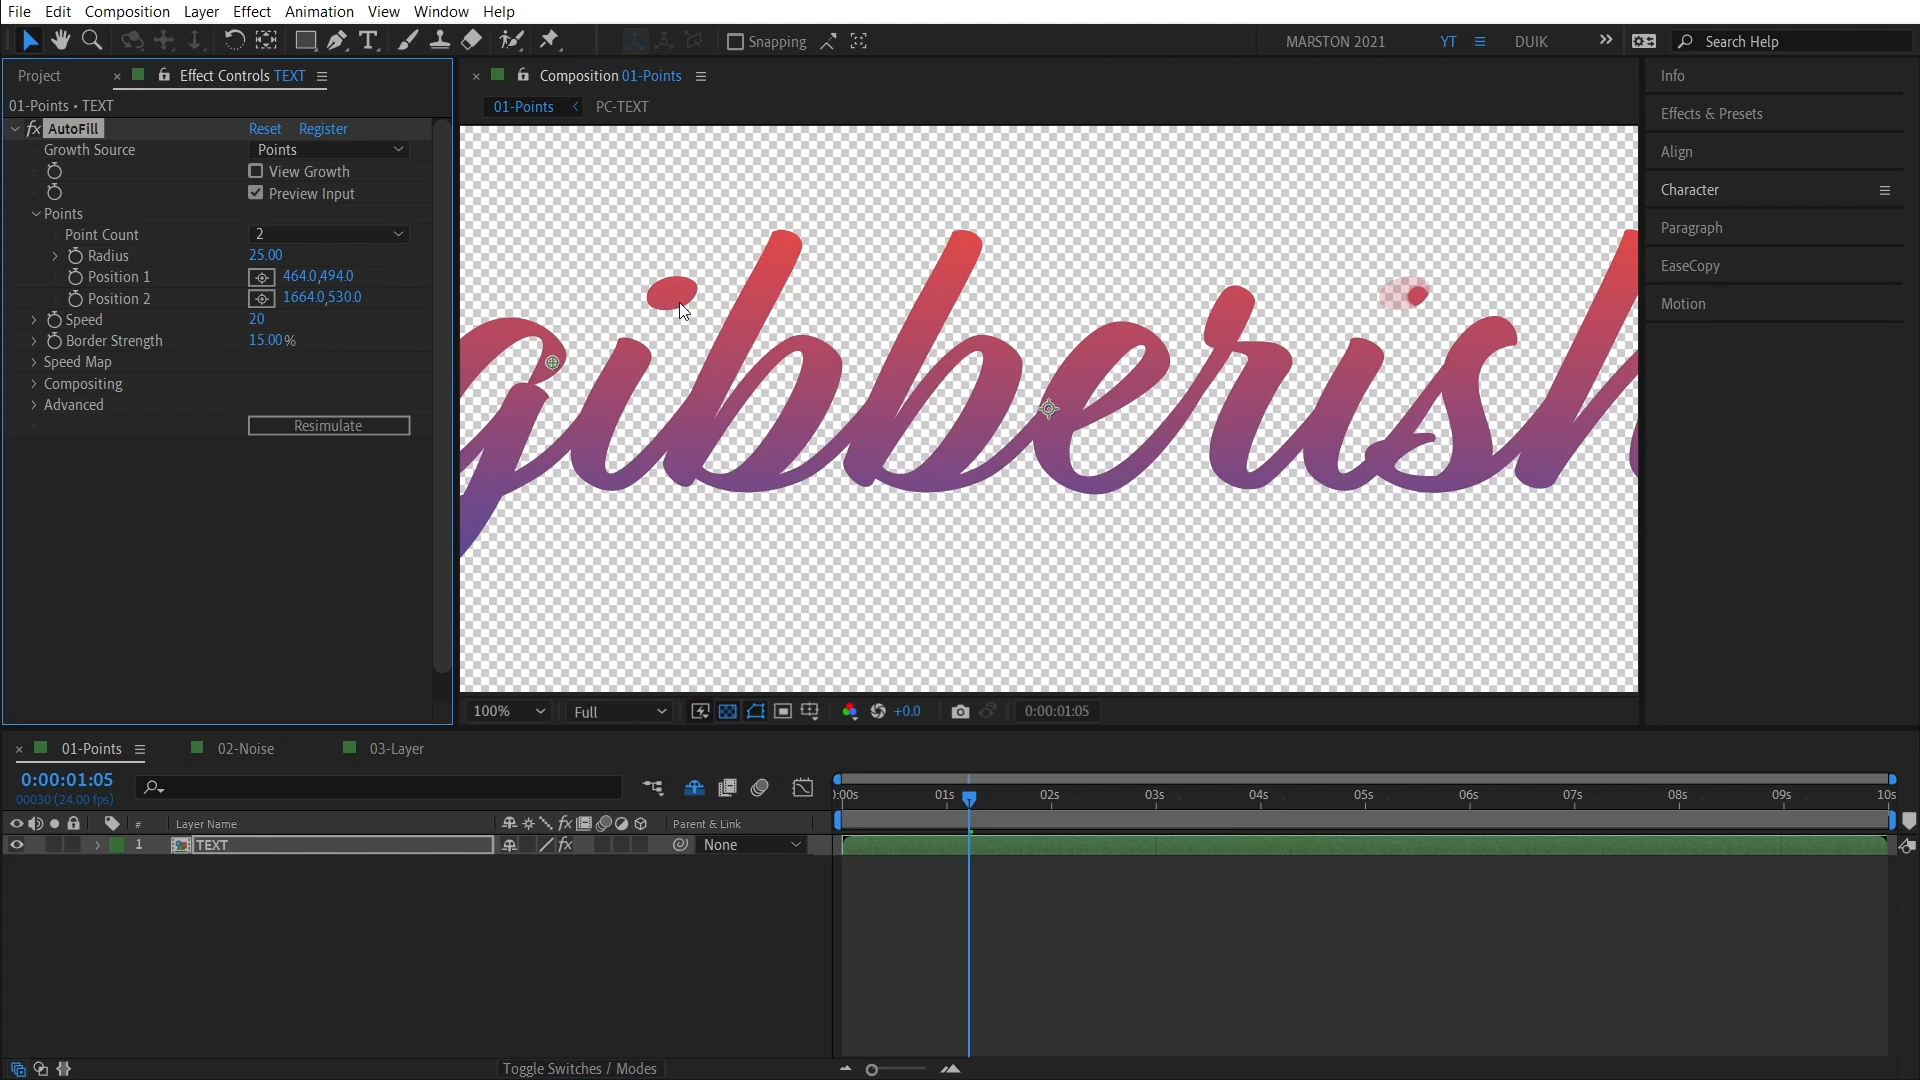 File Edit Composition Layer Effect Animation View Window Help
Snapping
MARSTON 2021 YT DUIK
Search Help
Project
Effect Controls TEXT
01-Points • TEXT
fx AutoFill Reset Register
Growth Source Points
View Growth
Preview Input
Points
Point Count 2
Radius 25.00
Position 1 464.0,494.0
Position 2 1664.0,530.0
Speed 20
Border Strength 15.00%
Speed Map
Compositing
Advanced
Resimulate
Composition 01-Points
01-Points PC-TEXT
gibberish
100% Full +0.0 0:00:01:05
Info
Effects & Presets
Align
Character
Paragraph
EaseCopy
Motion
01-Points 02-Noise 03-Layer
0:00:01:05
00030 (24.00 fps)
):00s 01s 02s 03s 04s 05s 06s 07s 08s 09s 10s
# Layer Name fx Parent & Link
1 TEXT fx None
Toggle Switches / Modes